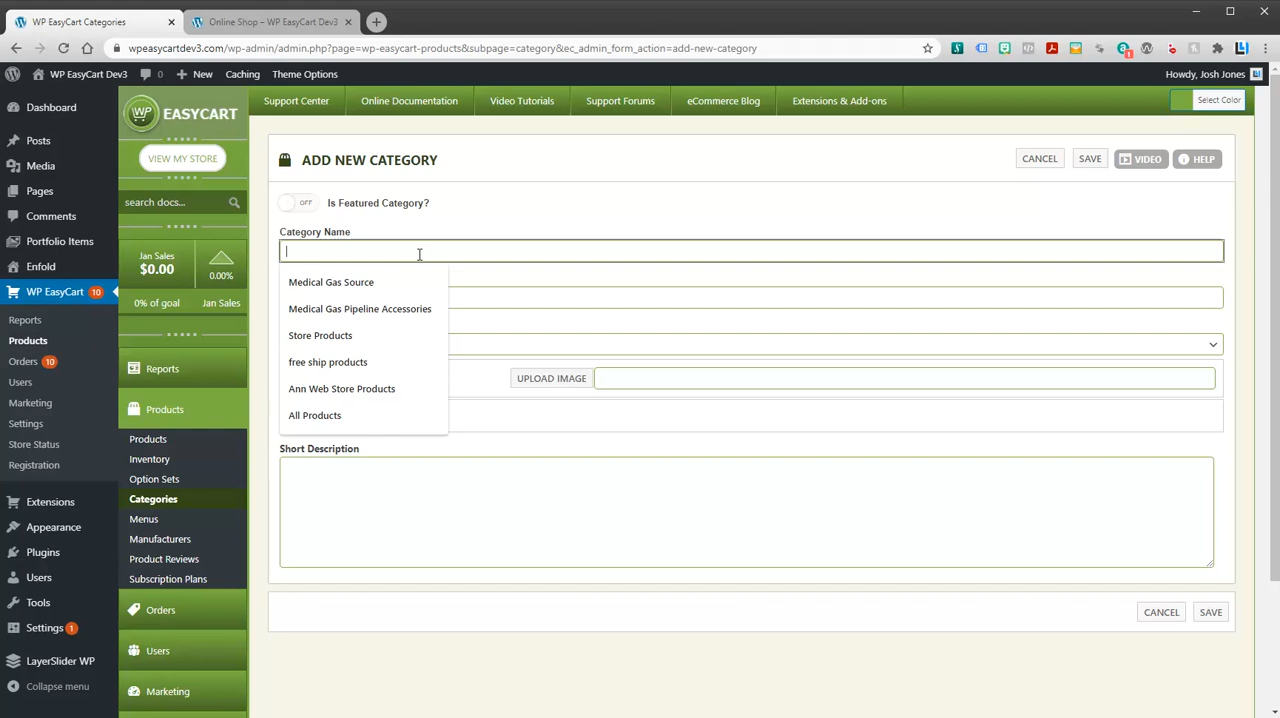 WP EasyCart Categories
Online Shop – WP EasyCart Dev3
wpeasycartdev3.com/wp-admin/admin.php?page=wp-easycart-products&subpage=category&ec_admin_form_action=add-new-category
1
WP EasyCart Dev3
0
New
Caching
Theme Options
Howdy, Josh Jones
Dashboard
Posts
Media
Pages
Comments
Portfolio Items
Enfold
WP EasyCart 10
Reports
Products
Orders 10
Users
Marketing
Settings
Store Status
Registration
Extensions
Appearance
Plugins
Users
Tools
Settings 1
LayerSlider WP
Collapse menu
WP EASYCART
VIEW MY STORE
search docs...
Jan Sales
$0.00
0.00%
0% of goal
Jan Sales
Reports
Products
Products
Inventory
Option Sets
Categories
Menus
Manufacturers
Product Reviews
Subscription Plans
Orders
Users
Marketing
Support Center
Online Documentation
Video Tutorials
Support Forums
eCommerce Blog
Extensions & Add-ons
Select Color
ADD NEW CATEGORY
CANCEL
SAVE
VIDEO
HELP
OFF
Is Featured Category?
Category Name
Medical Gas Source
Medical Gas Pipeline Accessories
Store Products
free ship products
Ann Web Store Products
All Products
UPLOAD IMAGE
Short Description
CANCEL
SAVE